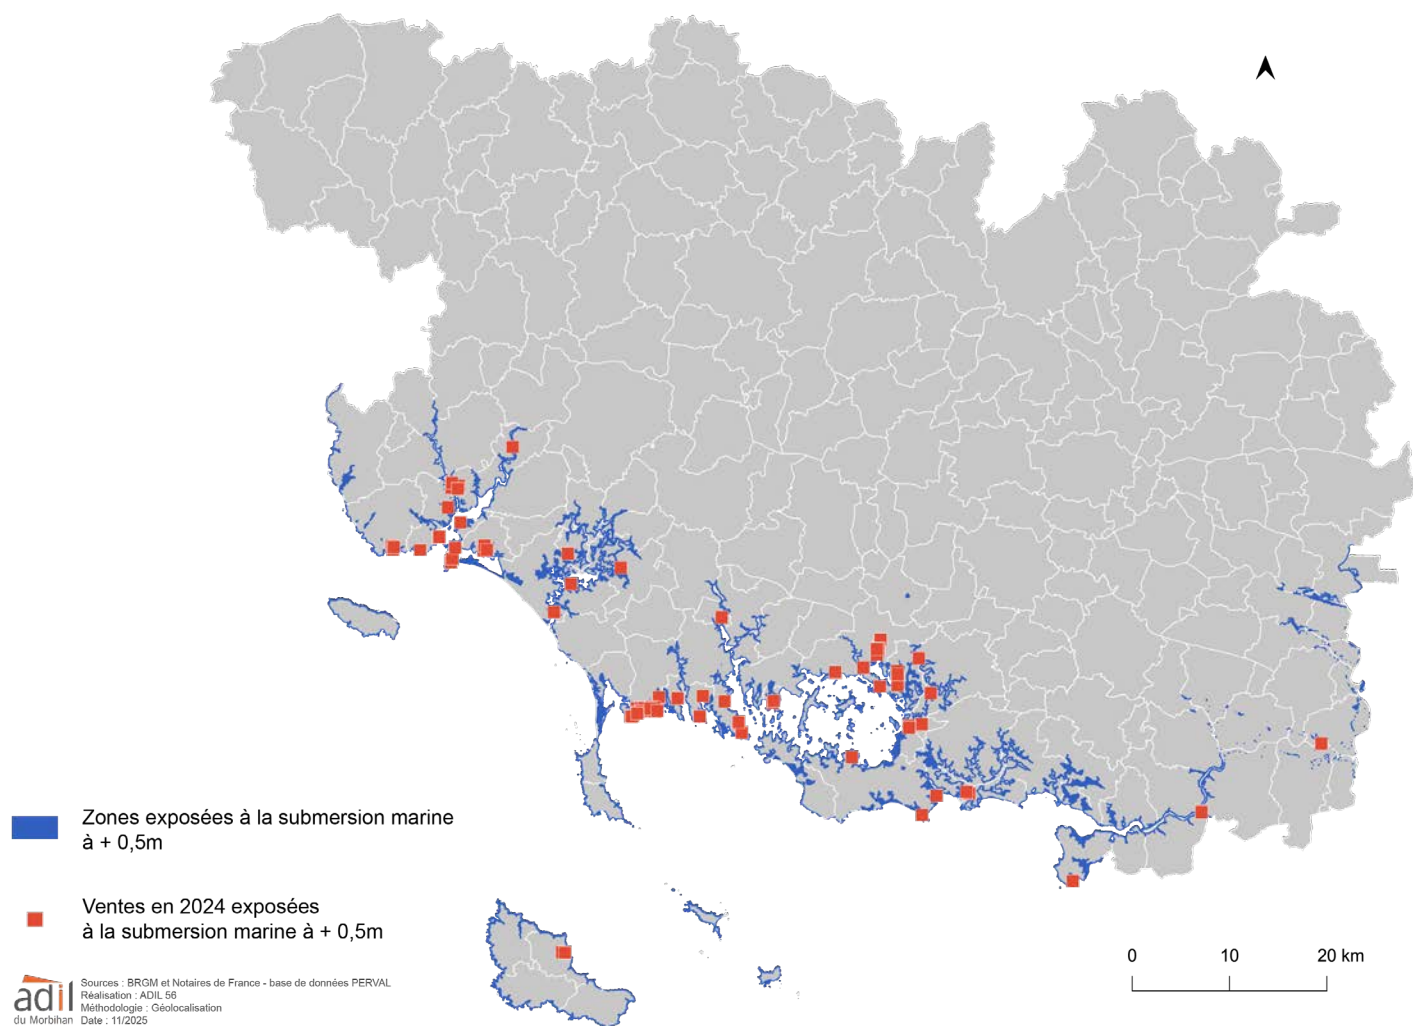 Zones exposées à la submersion marine
à + 0,5m
Ventes en 2024 exposées
à la submersion marine à + 0,5m
0 10 20 km
adil
du Morbihan
Sources : BRGM et Notaires de France - base de données PERVAL
Réalisation : ADIL 56
Méthodologie : Géolocalisation
Date : 11/2025